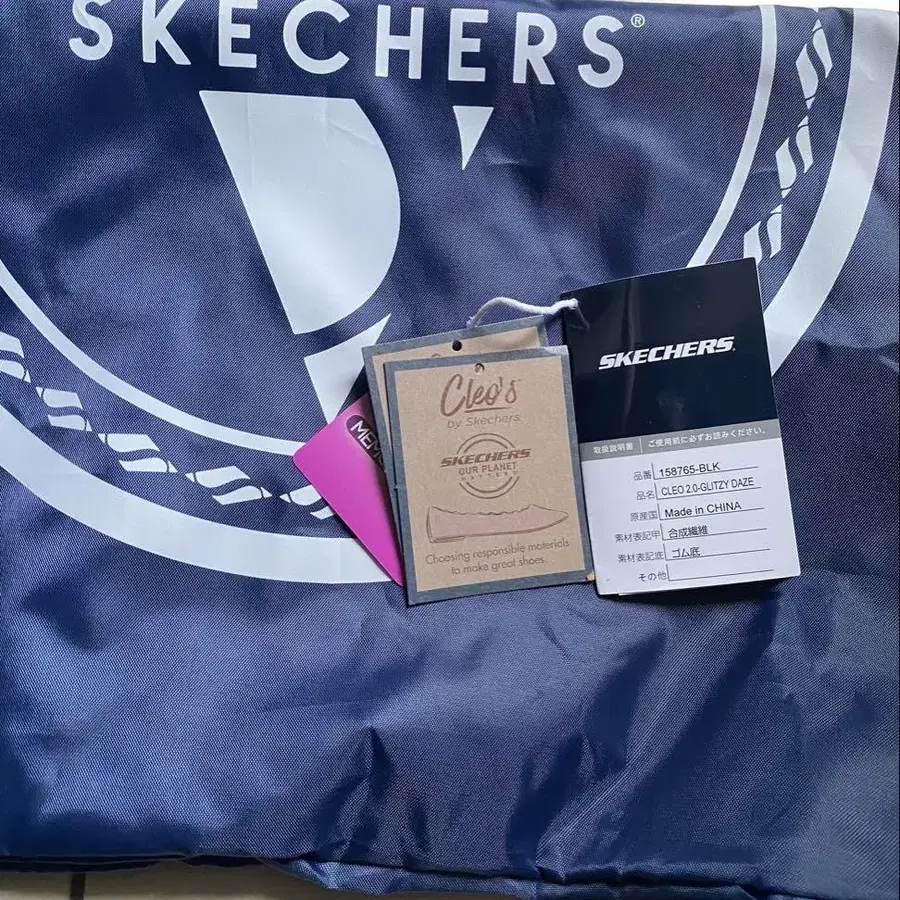 SKECHERS®
Cleo's™
by Skechers
SKECHERS
OUR PLANET
MATTERS
Choosing responsible materials
to make great shoes.
MEM
SKECHERS.
取扱説明書 ご使用前に必ずお読みください。
品番 158765-BLK
品名 CLEO 2.0-GLITZY DAZE
原産国 Made in CHINA
素材表記甲 合成繊維
素材表記底 ゴム底
その他